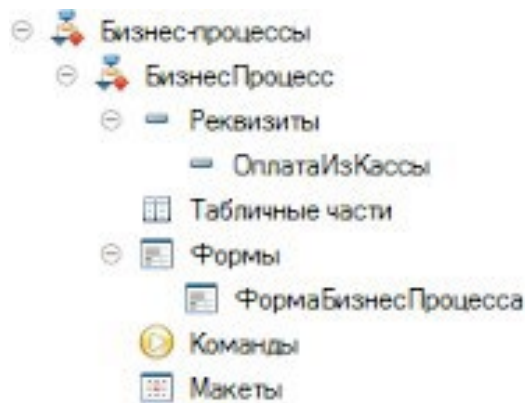 Бизнес-процессы
БизнесПроцесс
Реквизиты
ОплатаИзКассы
Табличные части
Формы
ФормаБизнесПроцесса
Команды
Макеты